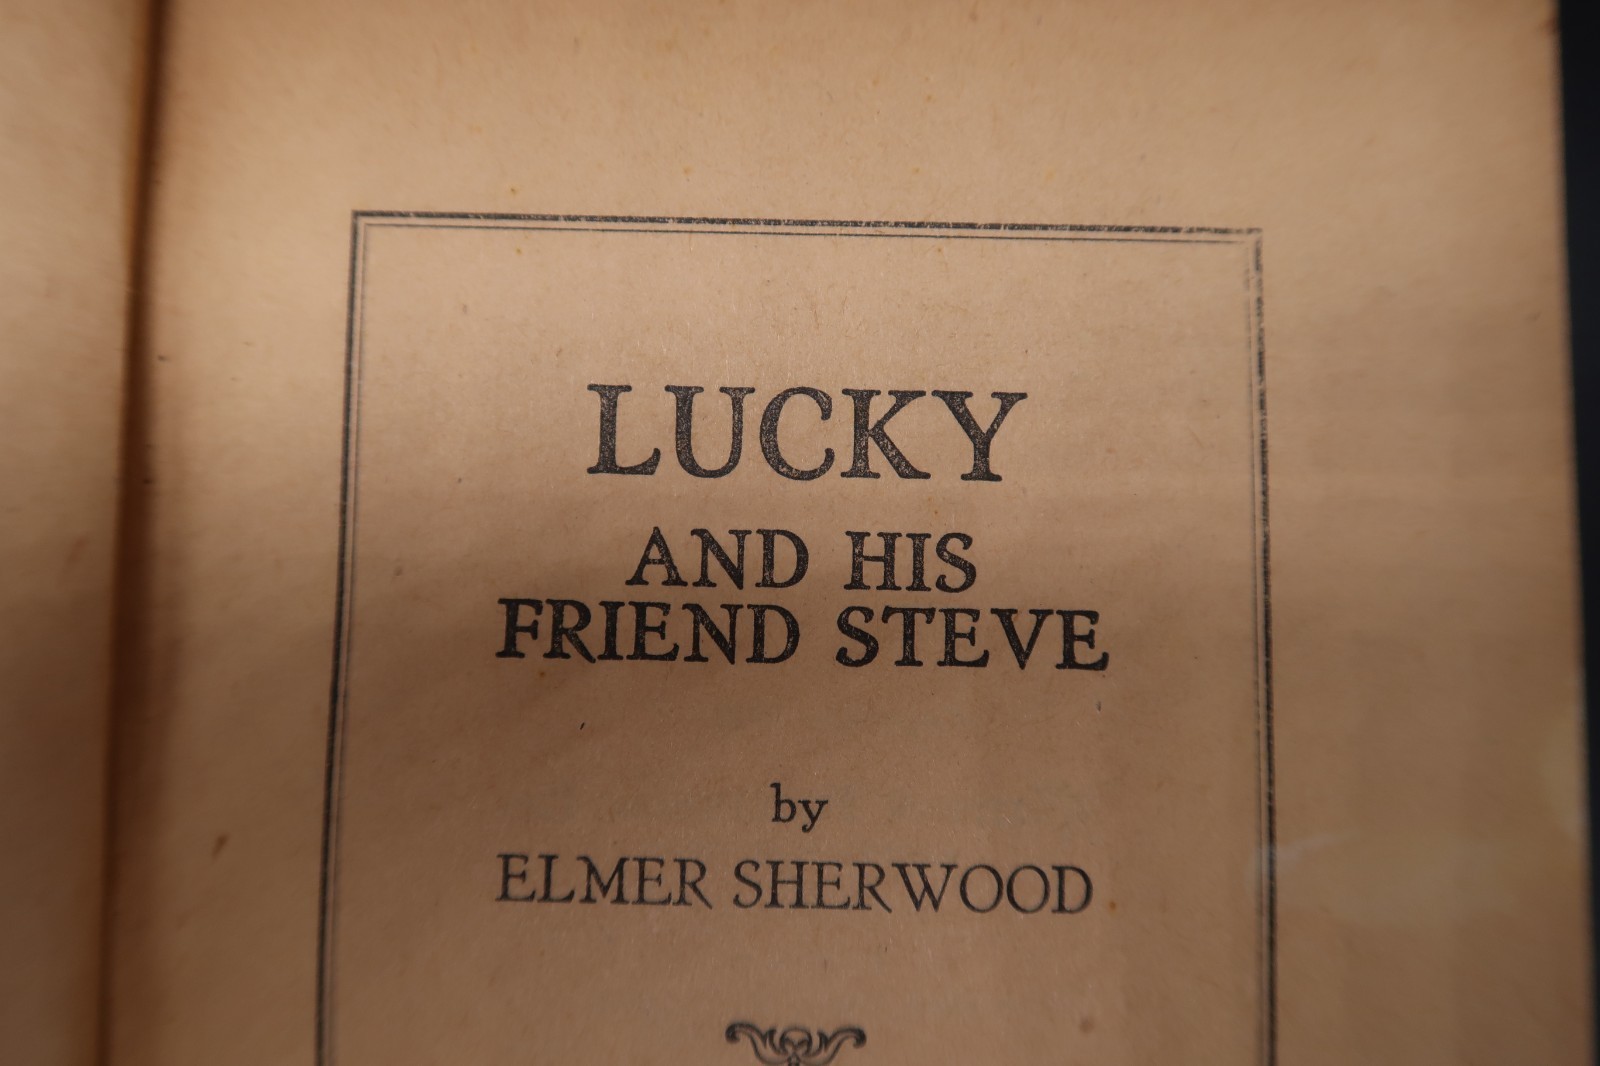 LUCKY
AND HIS
FRIEND STEVE
by
ELMER SHERWOOD